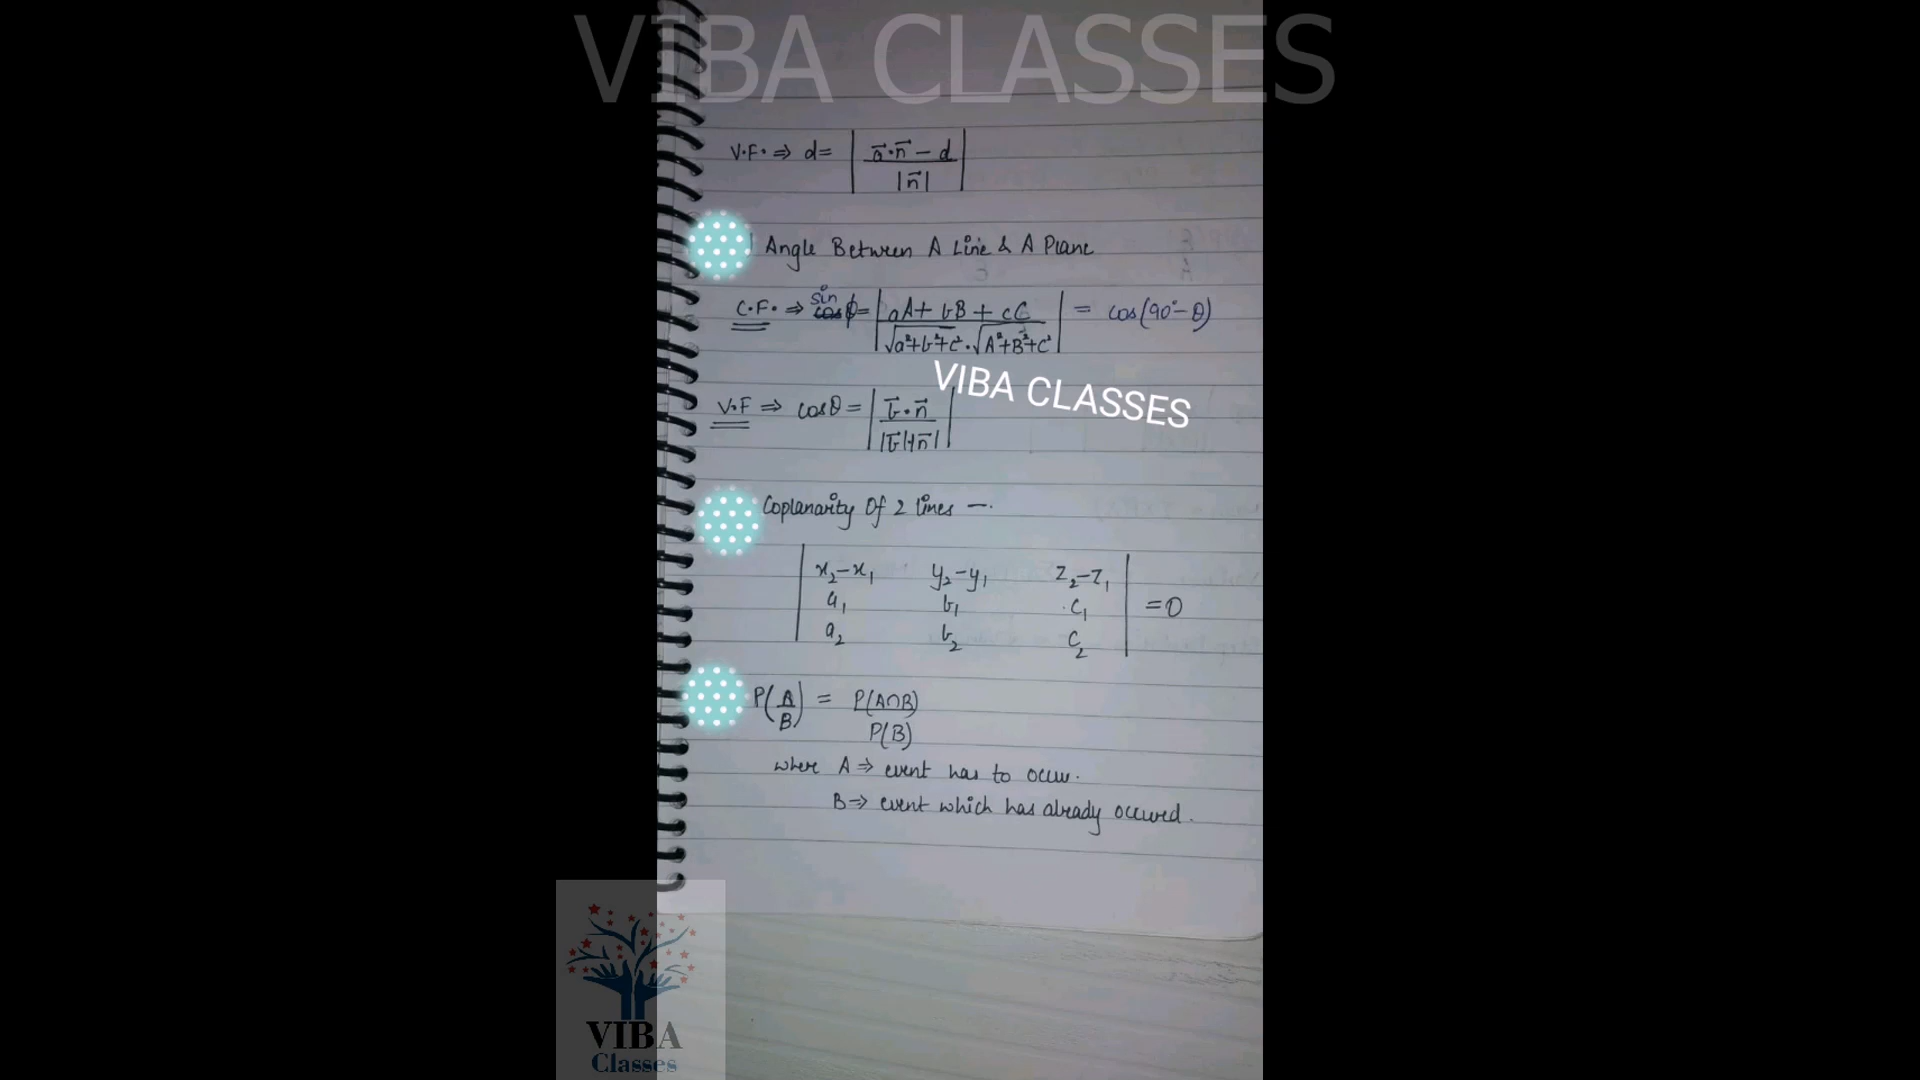 VIBA CLASSES
V.F. ⇒ d= | a⃗·n⃗ − d / |n⃗| |
Angle Between A Line & A Plane
C.F. ⇒ sin ϕ = | aA + bB + cC / √a²+b²+c² · √A²+B²+C² | = cos(90°−θ)
VIBA CLASSES
V.F ⇒ cosθ = | b⃗·n⃗ / |b⃗|·|n⃗| |
Coplanarity Of 2 lines —.
| x₂−x₁ y₂−y₁ z₂−z₁ |
| a₁ b₁ c₁ | =0
| a₂ b₂ c₂ |
P(A/B) = P(A∩B) / P(B)
where A ⇒ event has to occur.
B ⇒ event which has already occured.
VIBA
Classes